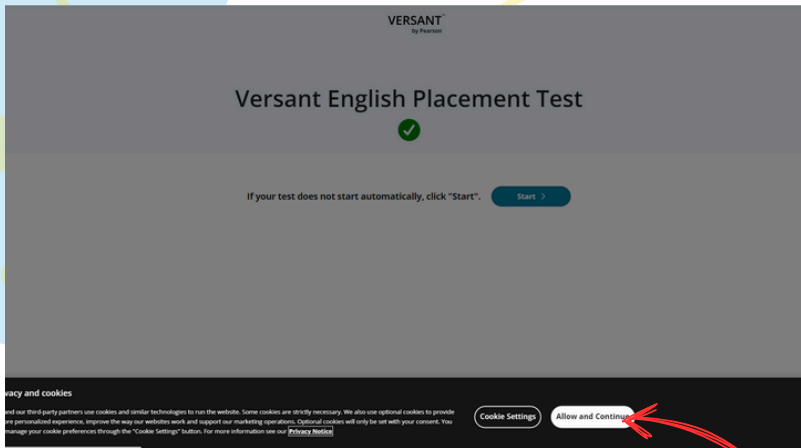 VERSANT
by Pearson
Versant English Placement Test
If your test does not start automatically, click "Start".
Start >
vacy and cookies
and our third-party partners use cookies and similar technologies to run the website. Some cookies are strictly necessary. We also use optional cookies to provide
ore personalized experience, improve the way our websites work and support our marketing operations. Optional cookies will only be set with your consent. You
manage your cookie preferences through the "Cookie Settings" button. For more information see our Privacy Notice
Cookie Settings
Allow and Continue